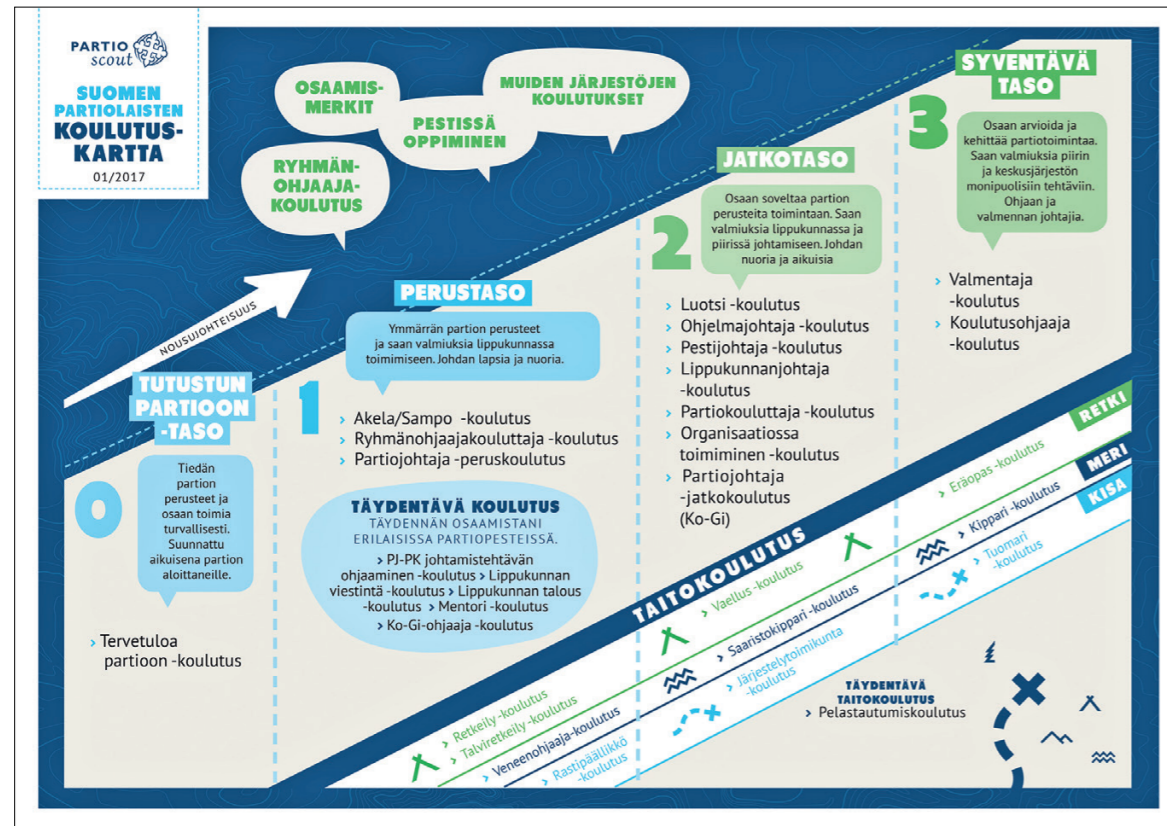 PARTIO
scout
SUOMEN
PARTIOLAISTEN
KOULUTUS-
KARTTA
01/2017
OSAAMIS-
MERKIT
PESTISSÄ
OPPIMINEN
MUIDEN JÄRJESTÖJEN
KOULUTUKSET
RYHMÄN-
OHJAAJA-
KOULUTUS
NOUSUJOHTEISUUS
TUTUSTUN
PARTIOON
-TASO
0
Tiedän
partion
perusteet ja
osaan toimia
turvallisesti.
Suunnattu
aikuisena partion
aloittaneille.
› Tervetuloa
partioon -koulutus
PERUSTASO
1
Ymmärrän partion perusteet
ja saan valmiuksia lippukunnassa
toimimiseen. Johdan lapsia ja nuoria.
› Akela/Sampo -koulutus
› Ryhmänohjaajakouluttaja -koulutus
› Partiojohtaja -peruskoulutus
TÄYDENTÄVÄ KOULUTUS
TÄYDENNÄN OSAAMISTANI
ERILAISISSA PARTIOPESTEISSÄ.
› PJ-PK johtamistehtävän
ohjaaminen -koulutus › Lippukunnan
viestintä -koulutus › Lippukunnan talous
-koulutus › Mentori -koulutus
› Ko-Gi-ohjaaja -koulutus
JATKOTASO
2
Osaan soveltaa partion
perusteita toimintaan. Saan
valmiuksia lippukunnassa ja
piirissä johtamiseen. Johdan
nuoria ja aikuisia
› Luotsi -koulutus
› Ohjelmajohtaja -koulutus
› Pestijohtaja -koulutus
› Lippukunnanjohtaja
-koulutus
› Partiokouluttaja -koulutus
› Organisaatiossa
toimiminen -koulutus
› Partiojohtaja
-jatkokoulutus
(Ko-Gi)
SYVENTÄVÄ
TASO
3
Osaan arvioida ja
kehittää partiotoimintaa.
Saan valmiuksia piirin
ja keskusjärjestön
monipuolisiin tehtäviin.
Ohjaan ja
valmennan johtajia.
› Valmentaja
-koulutus
› Koulutusohjaaja
-koulutus
TAITOKOULUTUS
RETKI
› Retkeily -koulutus
› Talviretkeily -koulutus
› Vaellus -koulutus
› Eräopas -koulutus
MERI
› Veneenohjaaja-koulutus
› Saaristokippari -koulutus
› Kippari -koulutus
KISA
› Rastipäällikkö
-koulutus
› Järjestelytoimikunta
-koulutus
› Tuomari
-koulutus
TÄYDENTÄVÄ
TAITOKOULUTUS
› Pelastautumiskoulutus